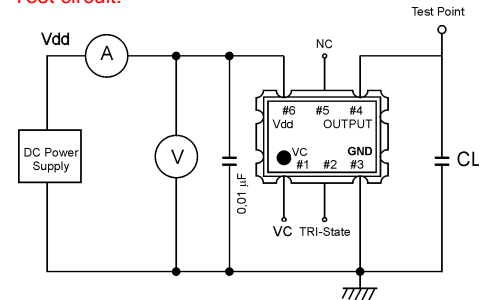 Test circuit:
Test Point
Vdd
A
NC
#6 #5 #4
Vdd OUTPUT
DC Power
Supply
V
0,01 µF
VC GND
#1 #2 #3
CL
VC TRI-State